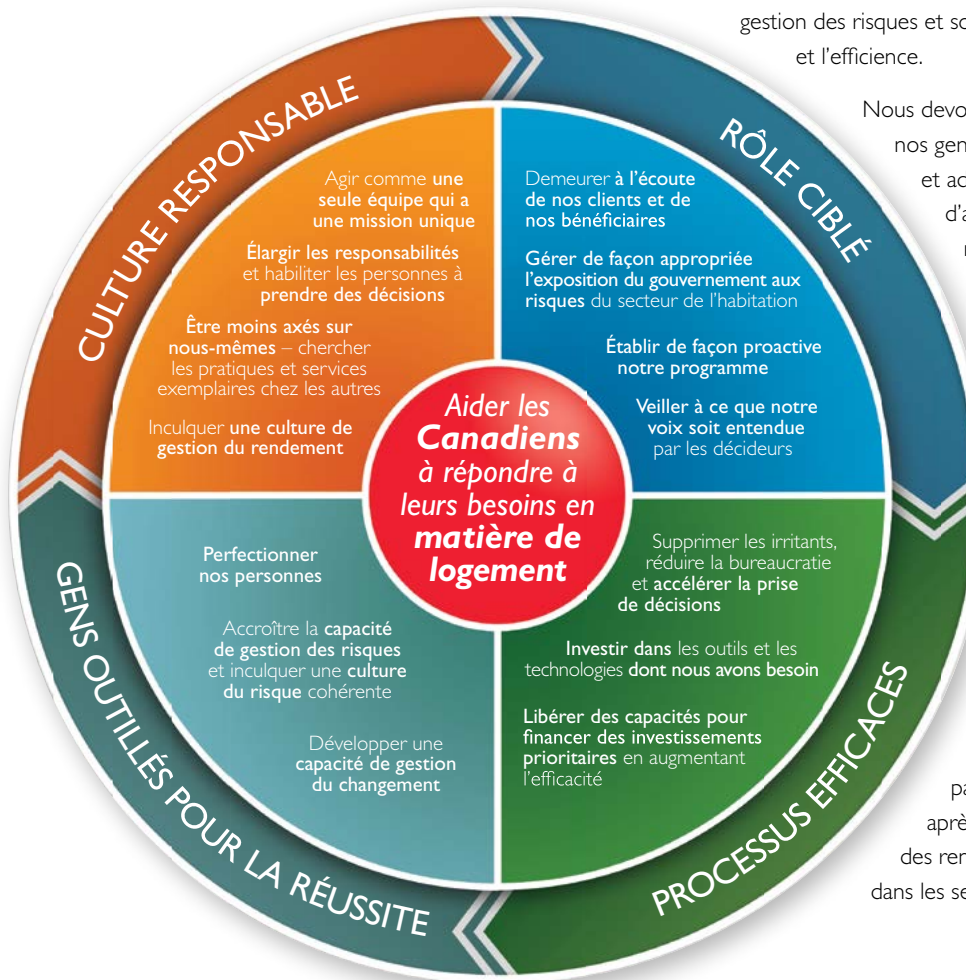 gestion des risques et
et l'efficience.
Nous
nos
et
CULTURE RESPONSABLE
Agir comme une
seule équipe qui a
une mission unique
Élargir les responsabilités
et habiliter les personnes à
prendre des décisions
Être moins axés sur
nous-mêmes – chercher
les pratiques et services
exemplaires chez les autres
Inculquer une culture de
gestion du rendement
RÔLE CIBLÉ
Demeurer à l'écoute
de nos clients et de
nos bénéficiaires
Gérer de façon appropriée
l'exposition du gouvernement aux
risques du secteur de l'habitation
Établir de façon proactive
notre programme
Veiller à ce que notre
voix soit entendue
par les décideurs
Aider les
Canadiens
à répondre à
leurs besoins en
matière de
logement
GENS OUTILLÉS POUR LA RÉUSSITE
Perfectionner
nos personnes
Accroître la capacité
de gestion des risques
et inculquer une culture
du risque cohérente
Développer une
capacité de gestion
du changement
PROCESSUS EFFICACES
Supprimer les irritants,
réduire la bureaucratie
et accélérer la prise
de décisions
Investir dans les outils et les
technologies dont nous avons besoin
Libérer des capacités pour
financer des investissements
prioritaires en augmentant
l'efficacité
après
des
dans les